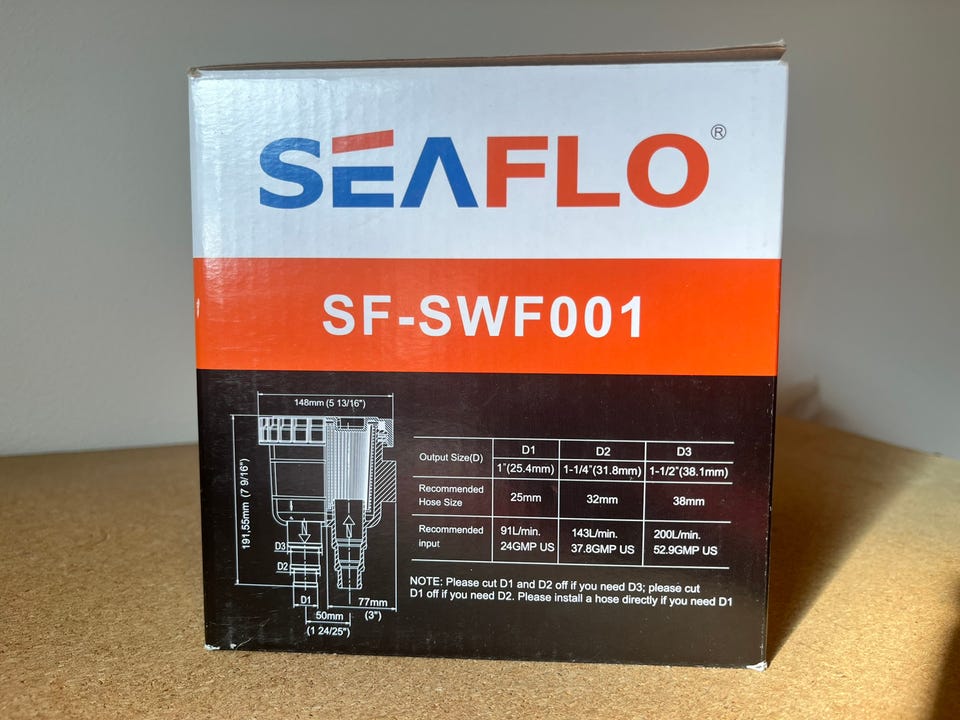 SEAFLO®
SF-SWF001
148mm (5 13/16")
191,55mm (7 9/16")
N
N
D3
D2
D1
50mm
(1 24/25")
77mm
(3")
Output Size(D) D1 D2 D3
1"(25.4mm) 1-1/4"(31.8mm) 1-1/2"(38.1mm)
Recommended
Hose Size 25mm 32mm 38mm
Recommended 91L/min. 143L/min. 200L/min.
input 24GMP US 37.8GMP US 52.9GMP US
NOTE: Please cut D1 and D2 off if you need D3; please cut
D1 off if you need D2. Please install a hose directly if you need D1